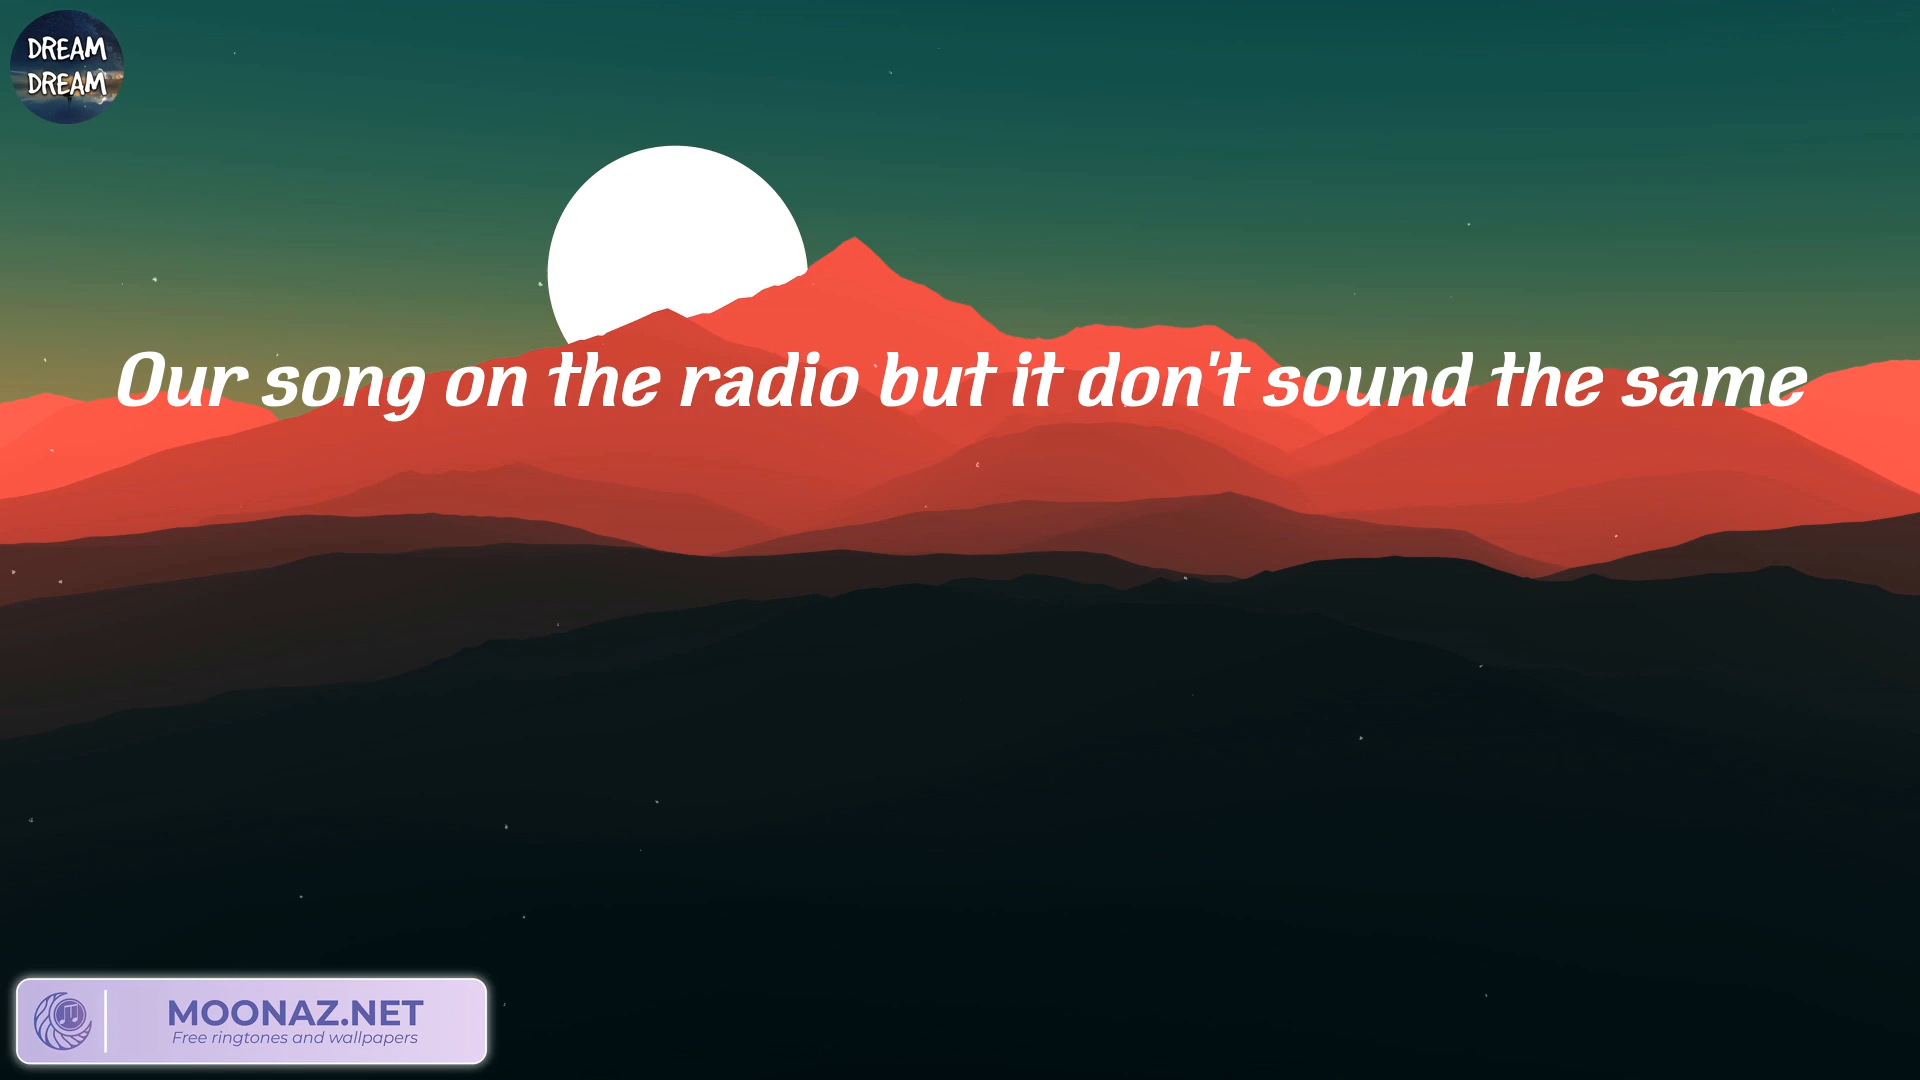 DREAM
DREAM
Our song on the radio but it don't sound the same
MOONAZ.NET
Free ringtones and wallpapers